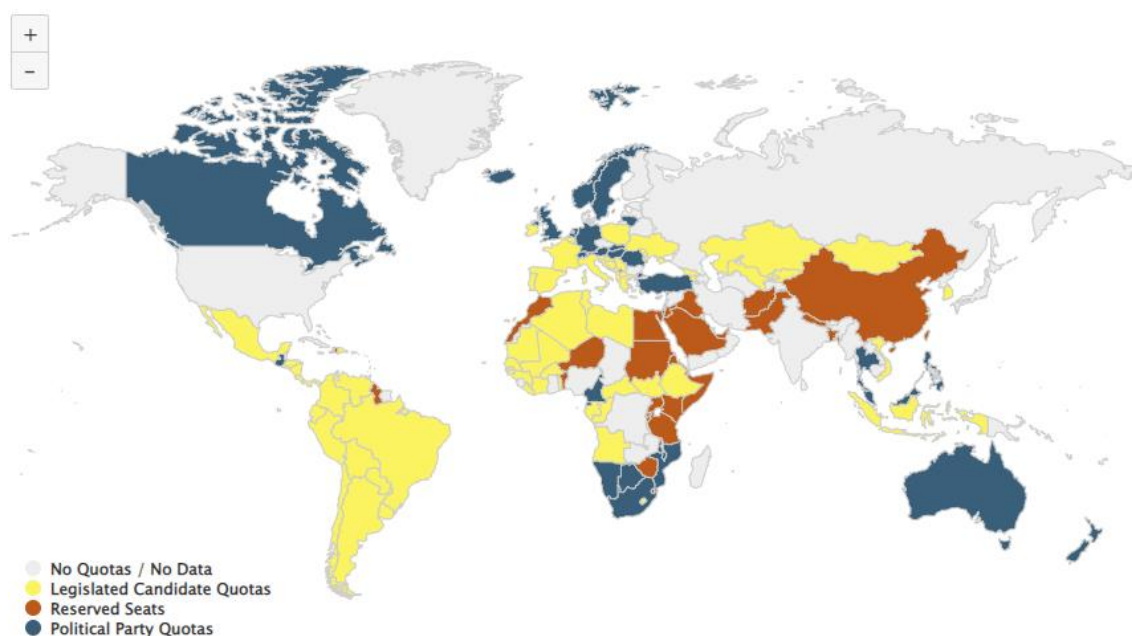 +
−
No Quotas / No Data
Legislated Candidate Quotas
Reserved Seats
Political Party Quotas